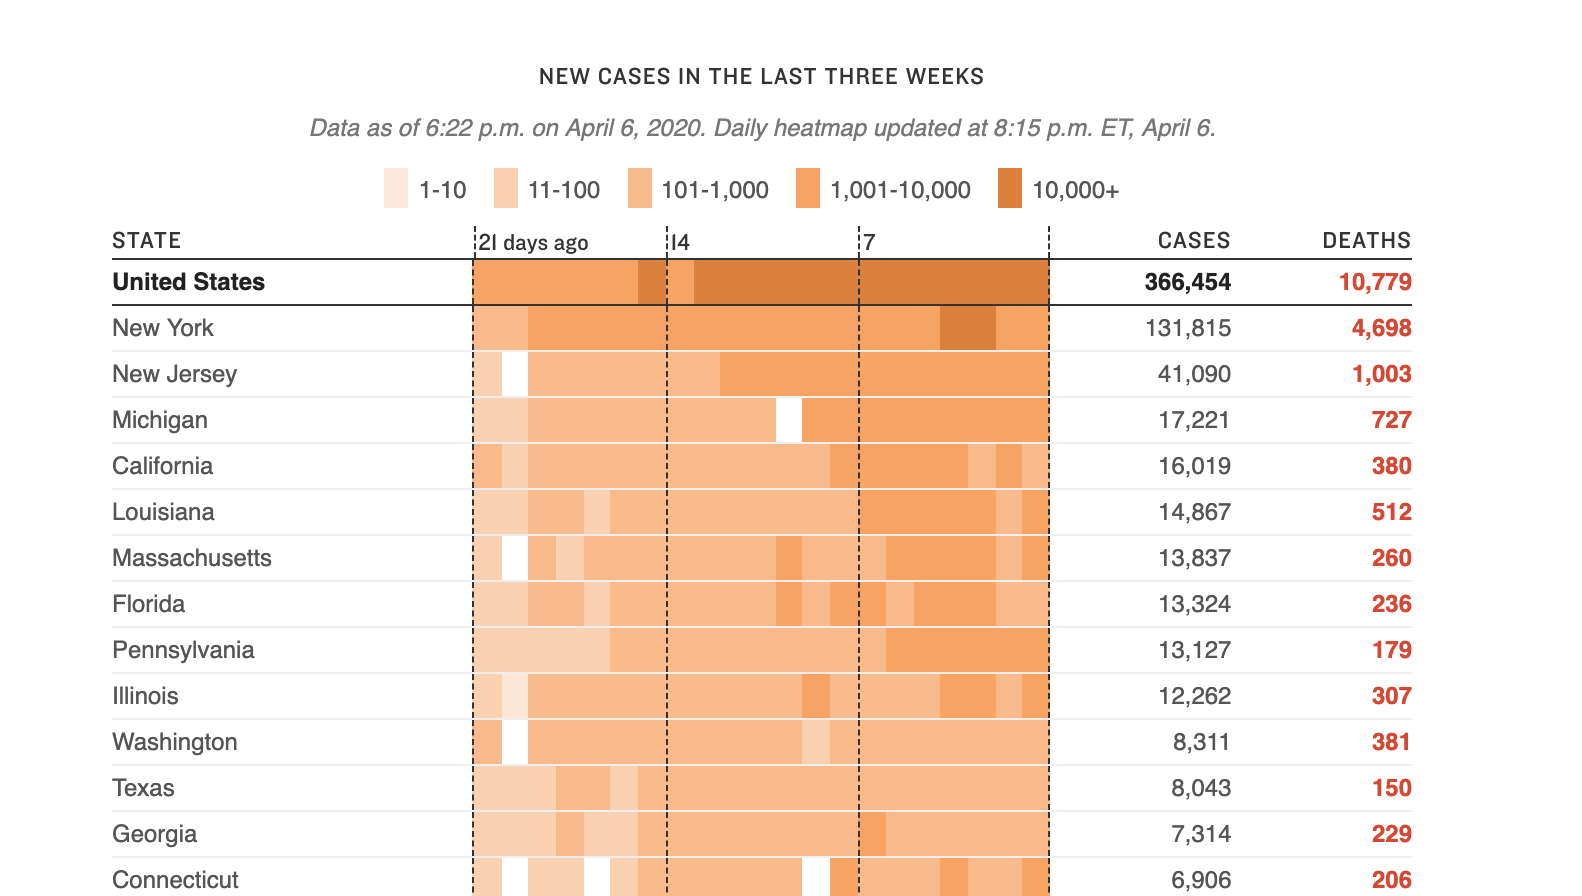 NEW CASES IN THE LAST THREE WEEKS
Data as of 6:22 p.m. on April 6, 2020. Daily heatmap updated at 8:15 p.m. ET, April 6.
1-10 11-100 101-1,000 1,001-10,000 10,000+
STATE 21 days ago 14 7 CASES DEATHS
United States 366,454 10,779
New York 131,815 4,698
New Jersey 41,090 1,003
Michigan 17,221 727
California 16,019 380
Louisiana 14,867 512
Massachusetts 13,837 260
Florida 13,324 236
Pennsylvania 13,127 179
Illinois 12,262 307
Washington 8,311 381
Texas 8,043 150
Georgia 7,314 229
Connecticut 6,906 206